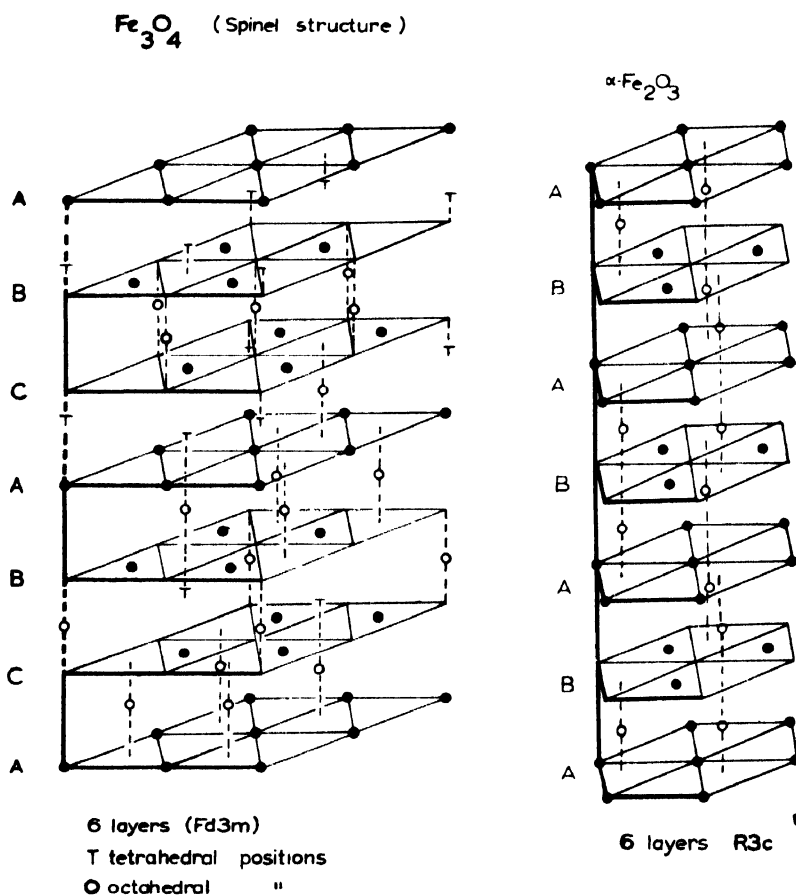 Fe3O4 (Spinel structure)
A
B
C
A
B
C
A
6 layers (Fd3m)
T tetrahedral positions
O octahedral "
α-Fe2O3
A
B
A
B
A
B
A
6 layers R3c